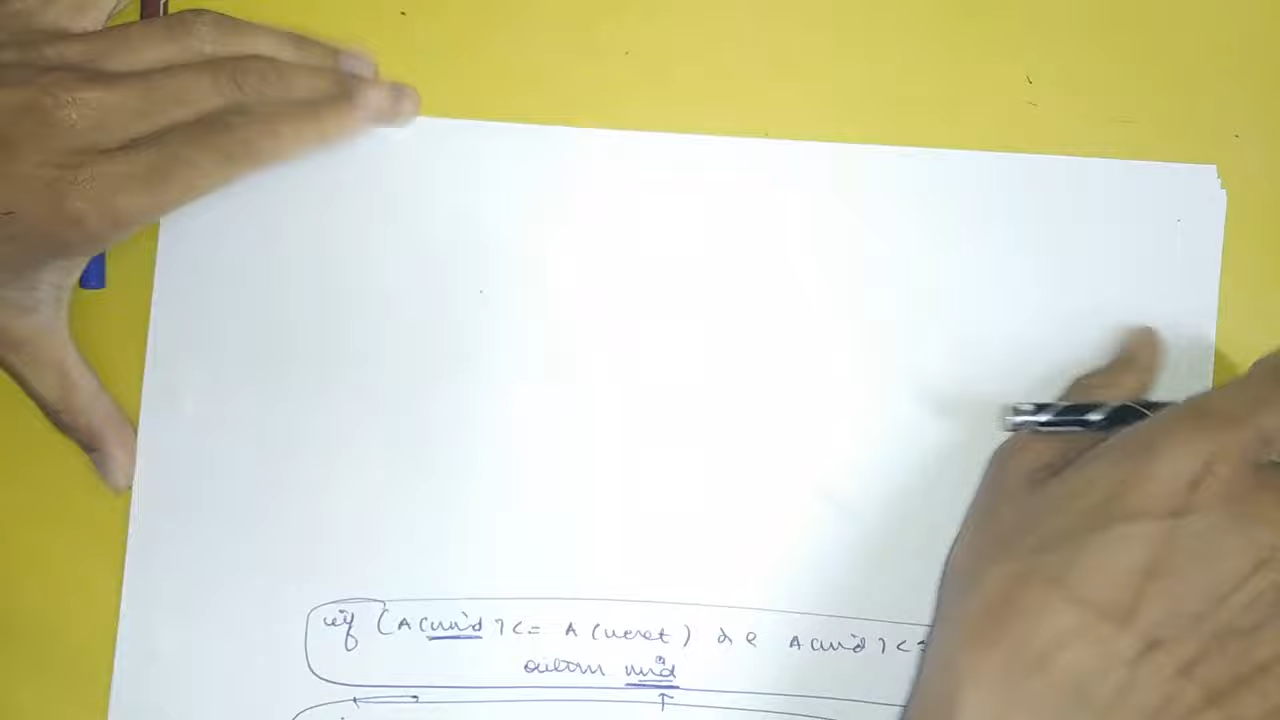 if (A[mid] <= A[next] && A[mid] <=
return mid